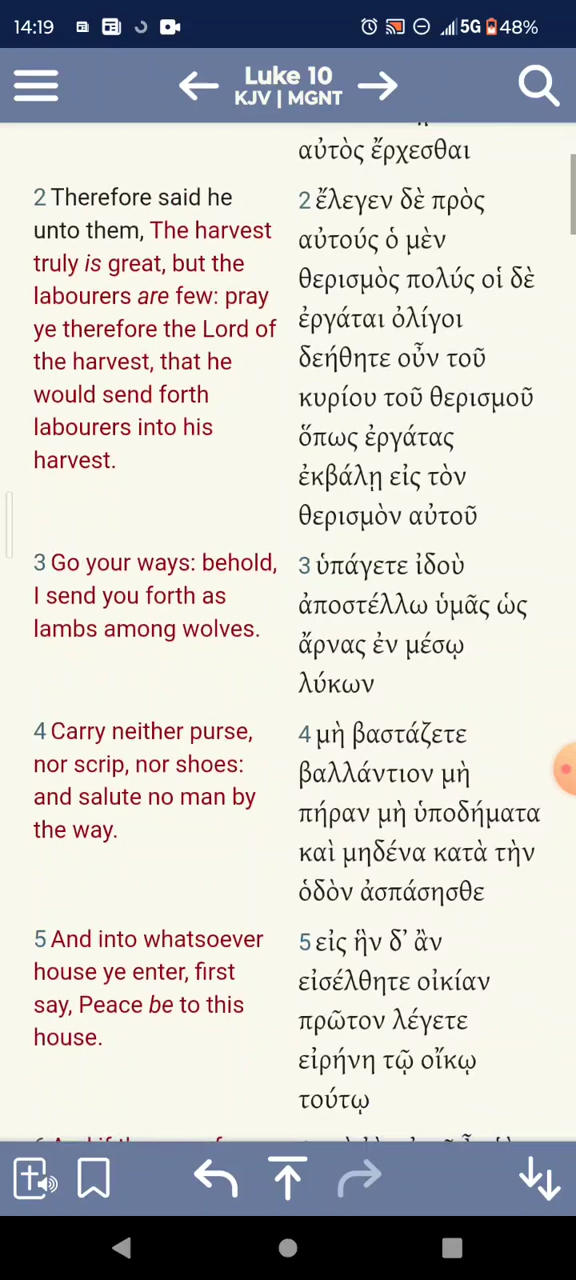 14:19
5G 48%
Luke 10
KJV | MGNT
αὐτὸς ἔρχεσθαι
2 Therefore said he
unto them, The harvest
truly is great, but the
labourers are few: pray
ye therefore the Lord of
the harvest, that he
would send forth
labourers into his
harvest.
2 ἔλεγεν δὲ πρὸς
αὐτούς ὁ μὲν
θερισμὸς πολύς οἱ δὲ
ἐργάται ὀλίγοι
δεήθητε οὖν τοῦ
κυρίου τοῦ θερισμοῦ
ὅπως ἐργάτας
ἐκβάλῃ εἰς τὸν
θερισμὸν αὐτοῦ
3 Go your ways: behold,
I send you forth as
lambs among wolves.
3 ὑπάγετε ἰδοὺ
ἀποστέλλω ὑμᾶς ὡς
ἄρνας ἐν μέσῳ
λύκων
4 Carry neither purse,
nor scrip, nor shoes:
and salute no man by
the way.
4 μὴ βαστάζετε
βαλλάντιον μὴ
πήραν μὴ ὑποδήματα
καὶ μηδένα κατὰ τὴν
ὁδὸν ἀσπάσησθε
5 And into whatsoever
house ye enter, first
say, Peace be to this
house.
5 εἰς ἣν δ’ ἂν
εἰσέλθητε οἰκίαν
πρῶτον λέγετε
εἰρήνη τῷ οἴκῳ
τούτῳ